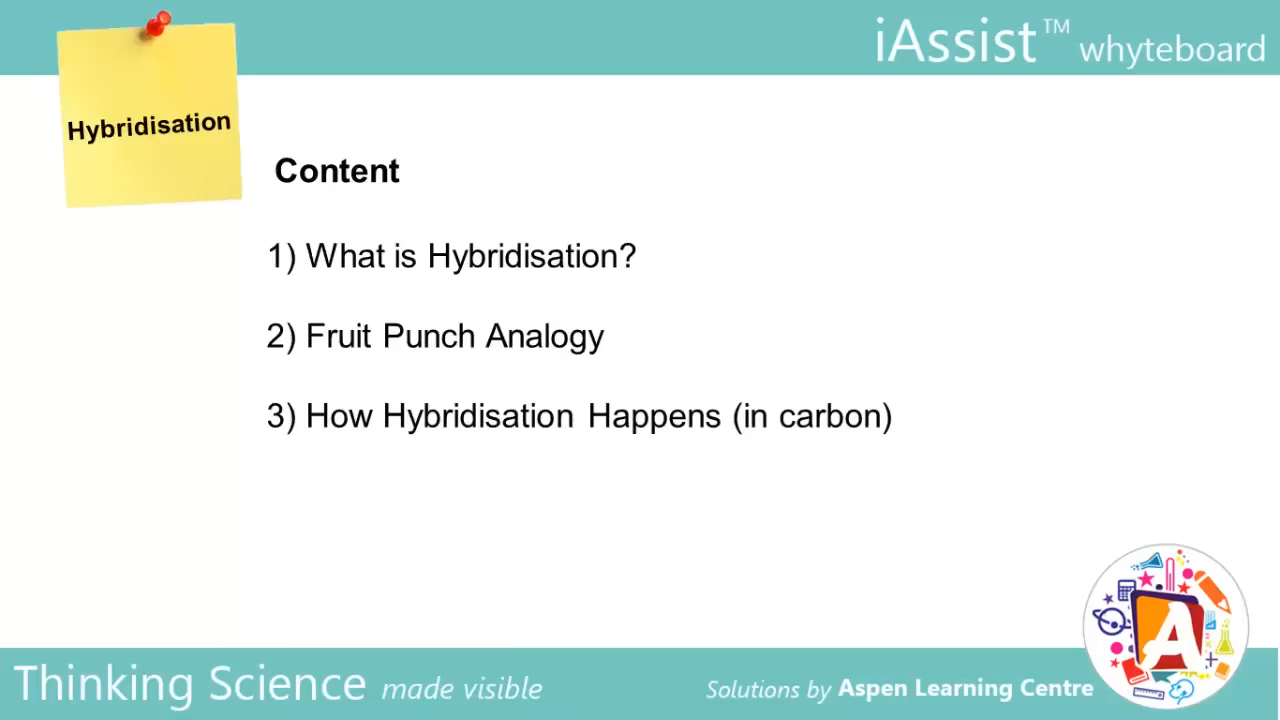 iAssist™ whyteboard
Hybridisation
Content
1) What is Hybridisation?
2) Fruit Punch Analogy
3) How Hybridisation Happens (in carbon)
A
Thinking Science made visible
Solutions by Aspen Learning Centre